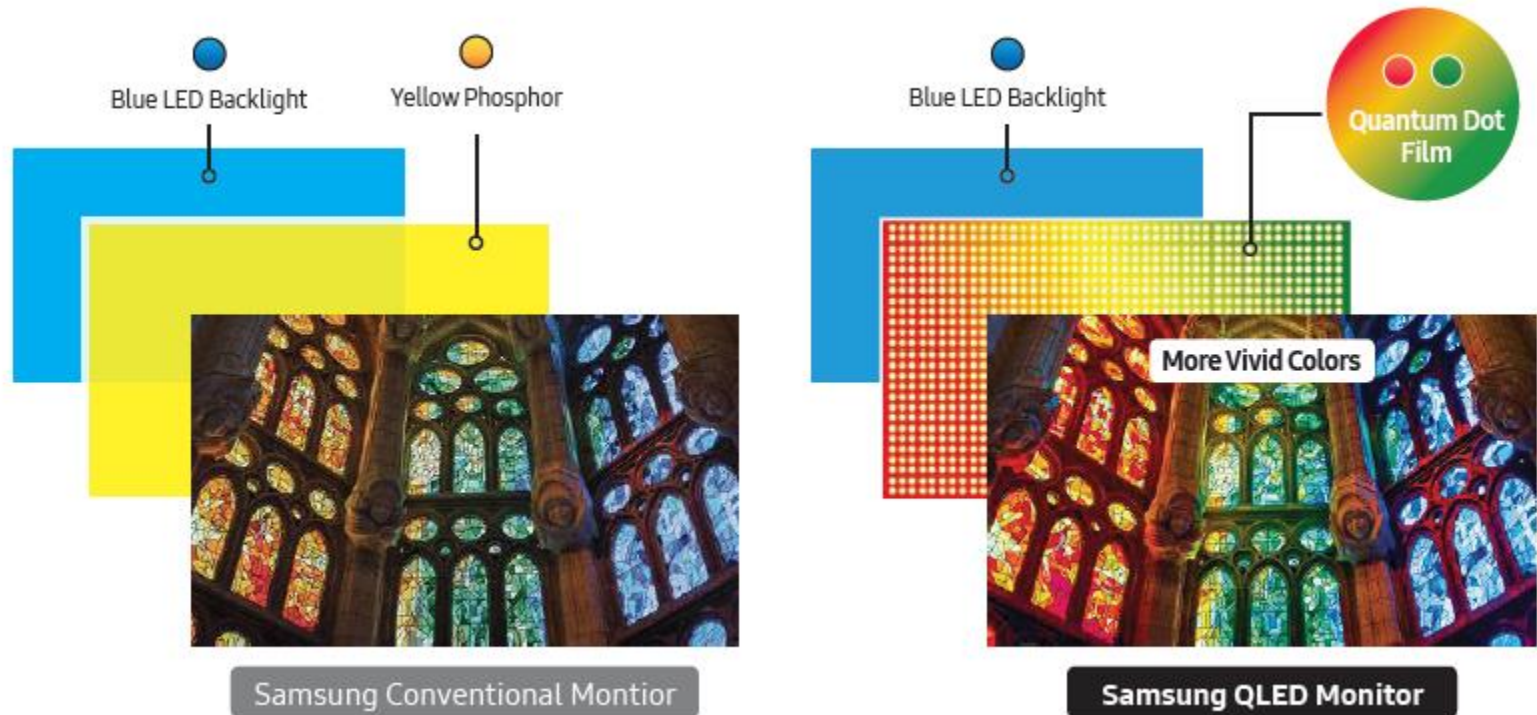 Blue LED Backlight
Yellow Phosphor
Blue LED Backlight
Quantum Dot
Film
More Vivid Colors
Samsung Conventional Montior
Samsung QLED Monitor